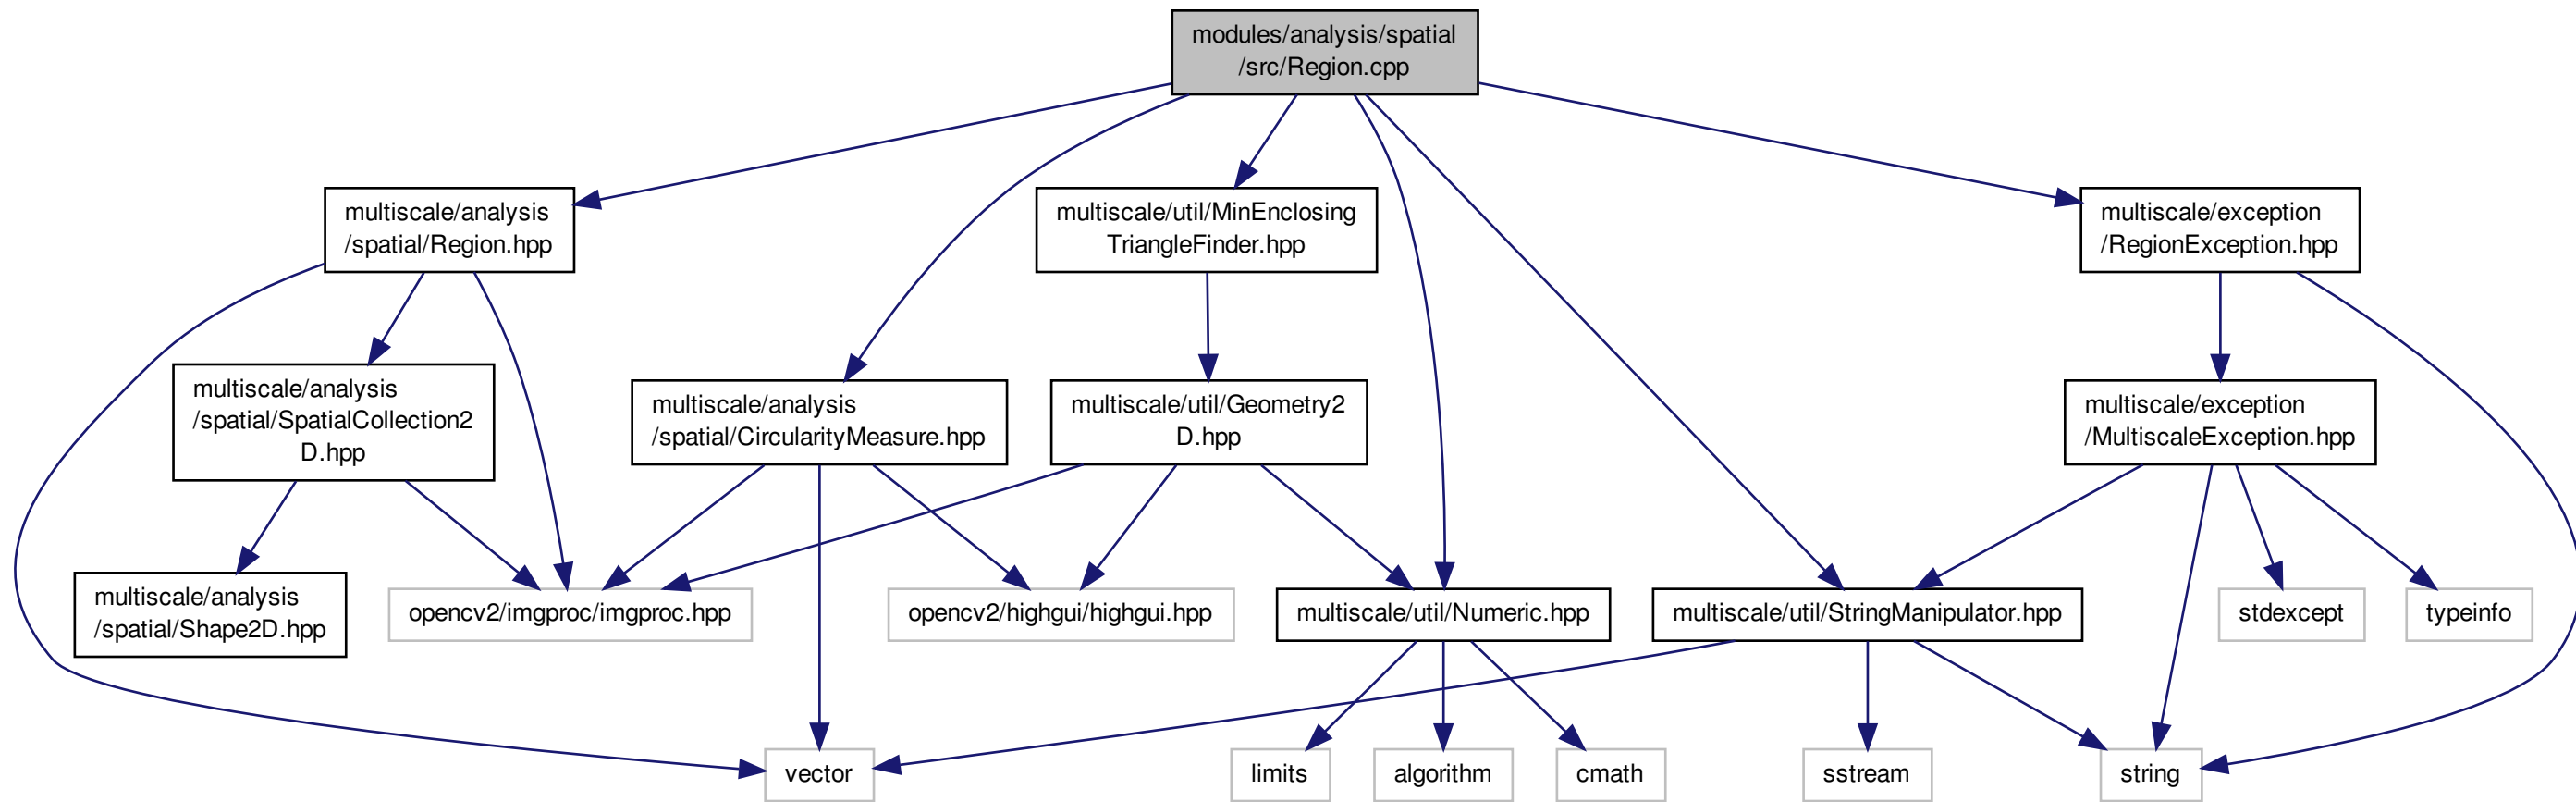 modules/analysis/spatial
/src/Region.cpp
multiscale/analysis
/spatial/Region.hpp
multiscale/util/MinEnclosing
TriangleFinder.hpp
multiscale/exception
/RegionException.hpp
multiscale/analysis
/spatial/SpatialCollection2
D.hpp
multiscale/analysis
/spatial/CircularityMeasure.hpp
multiscale/util/Geometry2
D.hpp
multiscale/exception
/MultiscaleException.hpp
multiscale/analysis
/spatial/Shape2D.hpp
opencv2/imgproc/imgproc.hpp
opencv2/highgui/highgui.hpp
multiscale/util/Numeric.hpp
multiscale/util/StringManipulator.hpp
stdexcept
typeinfo
vector
limits
algorithm
cmath
sstream
string